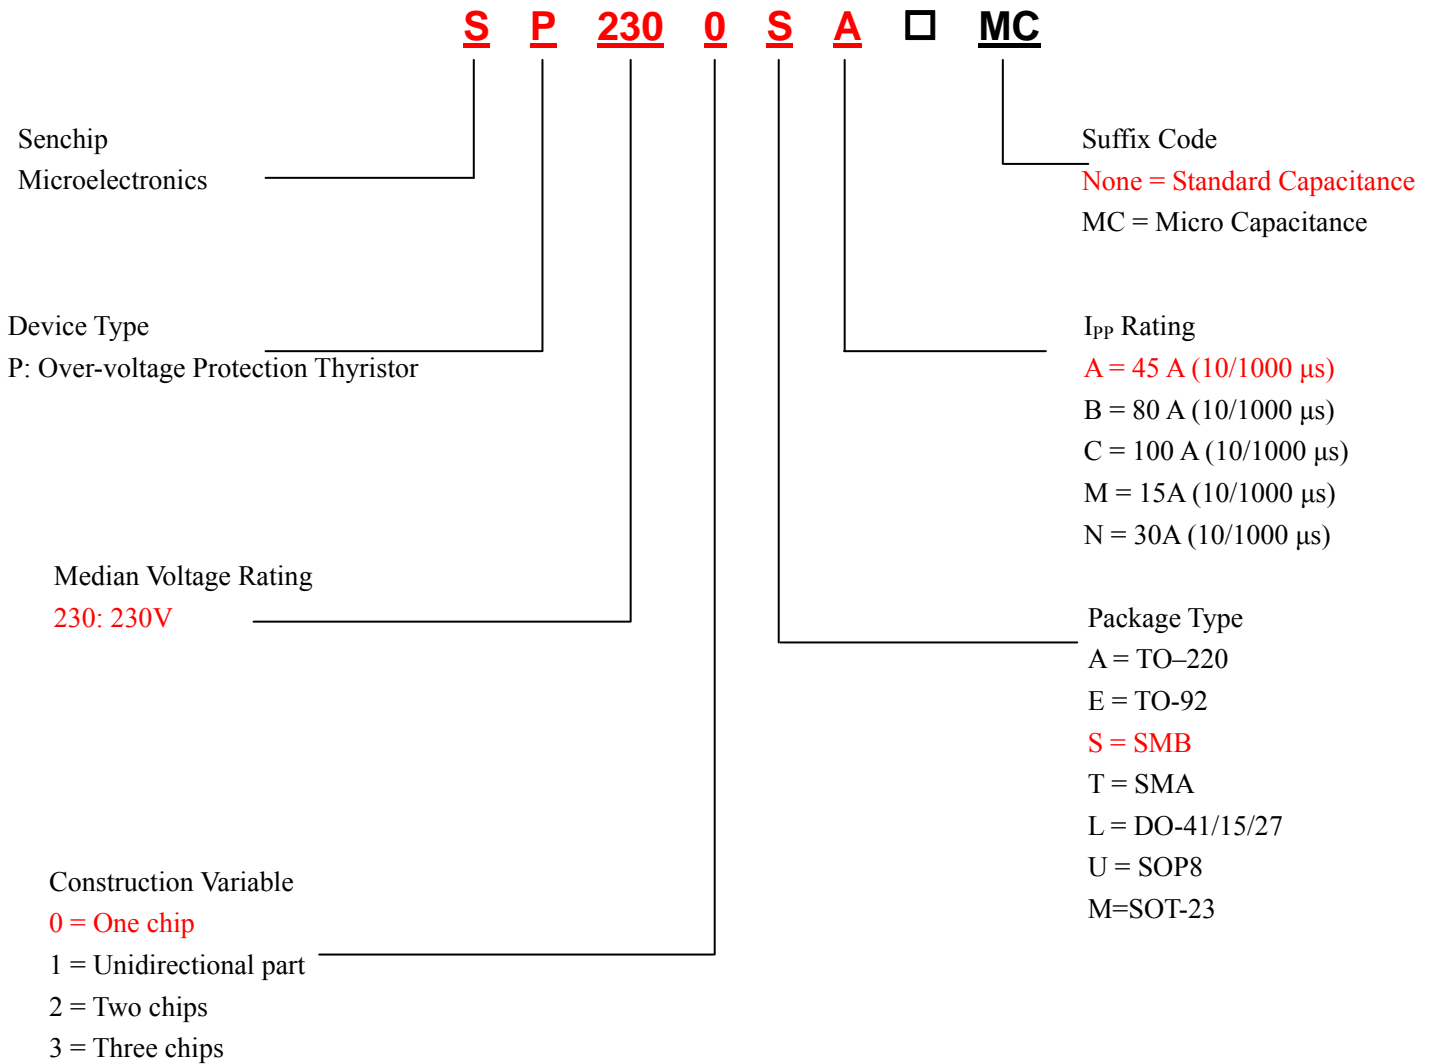 S P 230 0 S A □ MC
Senchip
Microelectronics
Suffix Code
None = Standard Capacitance
MC = Micro Capacitance
Device Type
P: Over-voltage Protection Thyristor
IPP Rating
A = 45 A (10/1000 μs)
B = 80 A (10/1000 μs)
C = 100 A (10/1000 μs)
M = 15A (10/1000 μs)
N = 30A (10/1000 μs)
Median Voltage Rating
230: 230V
Package Type
A = TO–220
E = TO-92
S = SMB
T = SMA
L = DO-41/15/27
U = SOP8
M=SOT-23
Construction Variable
0 = One chip
1 = Unidirectional part
2 = Two chips
3 = Three chips